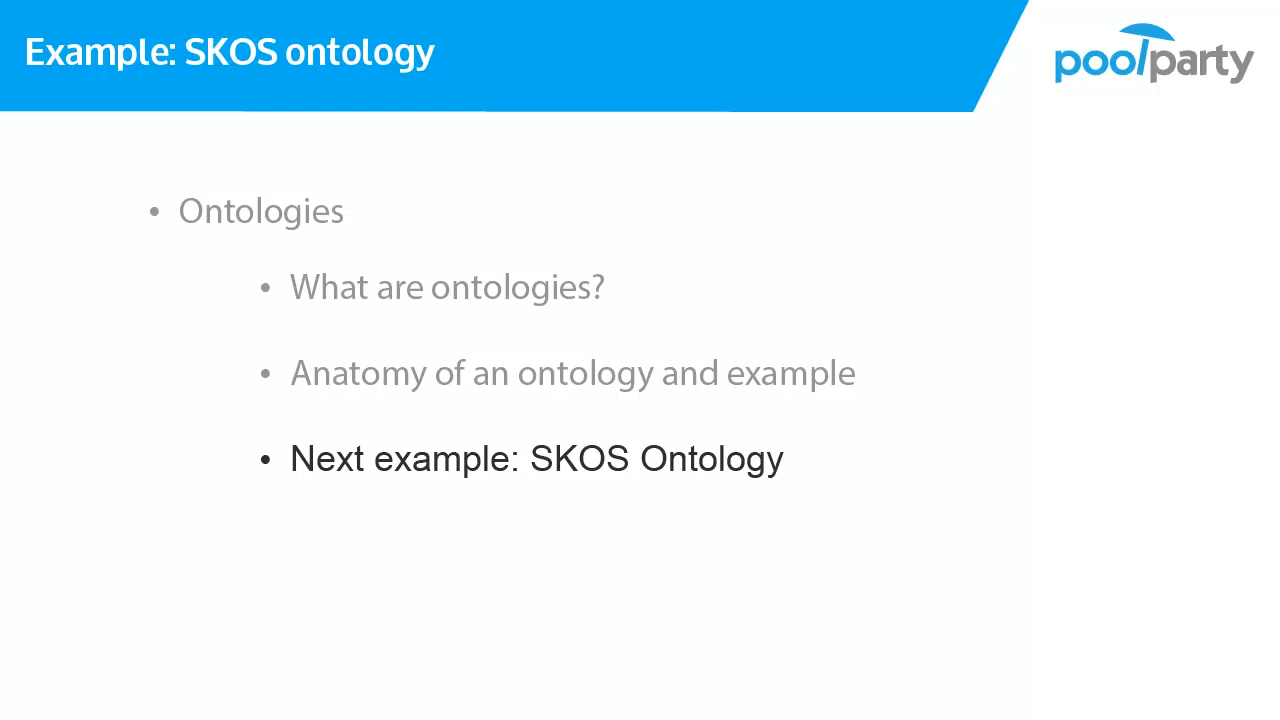 Example: SKOS ontology
poolparty
• Ontologies
• What are ontologies?
• Anatomy of an ontology and example
• Next example: SKOS Ontology